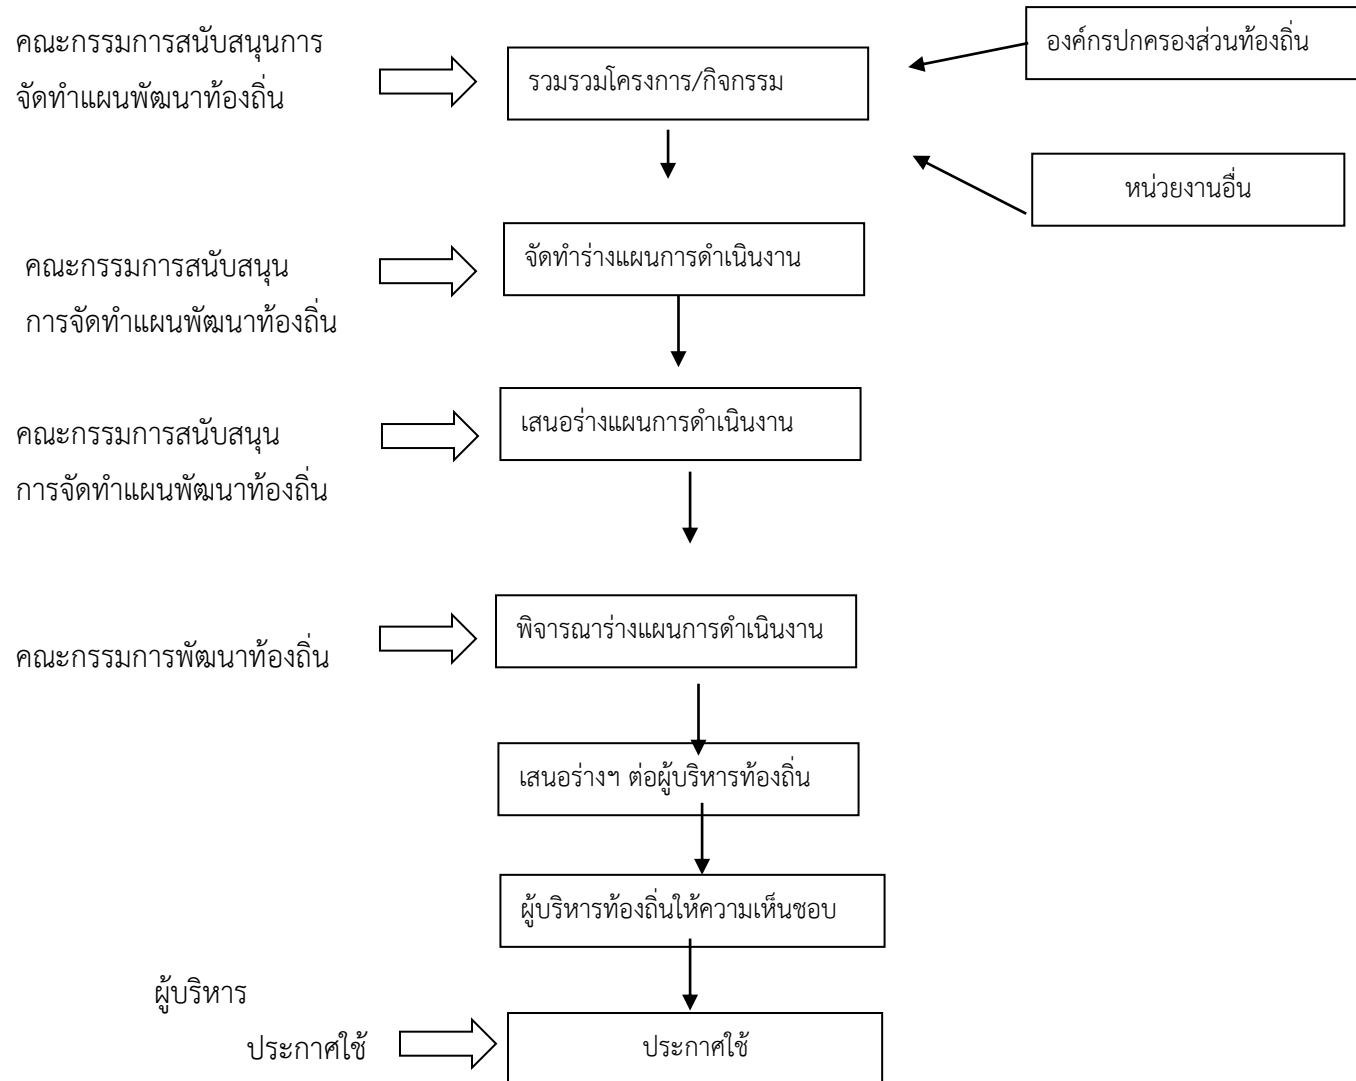 คณะกรรมการสนับสนุนการ
จัดทำแผนพัฒนาท้องถิ่น
รวมรวมโครงการ/กิจกรรม
องค์กรปกครองส่วนท้องถิ่น
หน่วยงานอื่น
คณะกรรมการสนับสนุน
การจัดทำแผนพัฒนาท้องถิ่น
จัดทำร่างแผนการดำเนินงาน
คณะกรรมการสนับสนุน
การจัดทำแผนพัฒนาท้องถิ่น
เสนอร่างแผนการดำเนินงาน
คณะกรรมการพัฒนาท้องถิ่น
พิจารณาร่างแผนการดำเนินงาน
เสนอร่างฯ ต่อผู้บริหารท้องถิ่น
ผู้บริหารท้องถิ่นให้ความเห็นชอบ
ผู้บริหาร
ประกาศใช้
ประกาศใช้